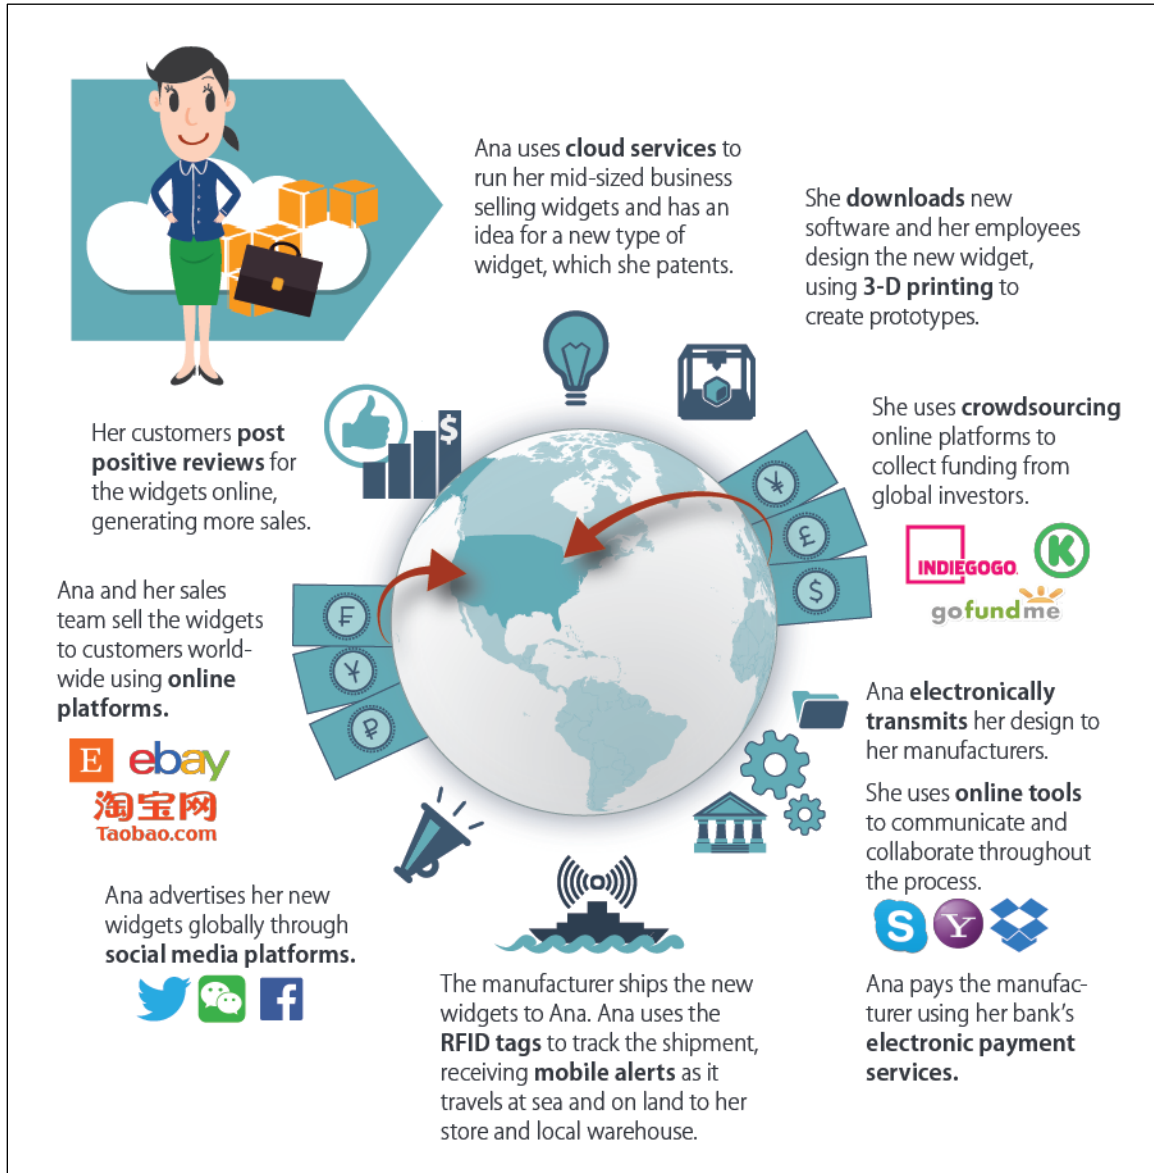 Ana uses cloud services to
run her mid-sized business
selling widgets and has an
idea for a new type of
widget, which she patents.
She downloads new
software and her employees
design the new widget,
using 3-D printing to
create prototypes.
She uses crowdsourcing
online platforms to
collect funding from
global investors.
INDIEGOGO.
K
gofundme
¥
£
$
Ana electronically
transmits her design to
her manufacturers.
She uses online tools
to communicate and
collaborate throughout
the process.
S
Y
Ana pays the manufac-
turer using her bank's
electronic payment
services.
The manufacturer ships the new
widgets to Ana. Ana uses the
RFID tags to track the shipment,
receiving mobile alerts as it
travels at sea and on land to her
store and local warehouse.
Ana advertises her new
widgets globally through
social media platforms.
f
Ana and her sales
team sell the widgets
to customers world-
wide using online
platforms.
E
ebay
淘宝网
Taobao.com
₣
¥
₽
Her customers post
positive reviews for
the widgets online,
generating more sales.
$